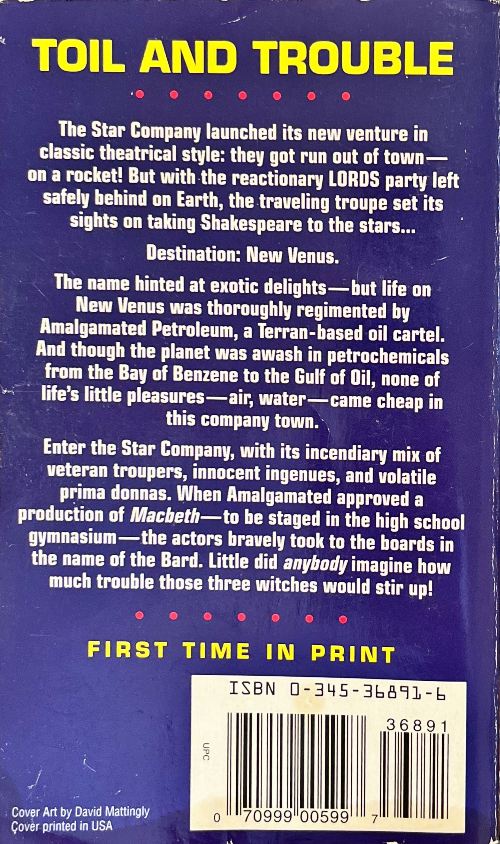 TOIL AND TROUBLE
The Star Company launched its new venture in
classic theatrical style: they got run out of town—
on a rocket! But with the reactionary LORDS party left
safely behind on Earth, the traveling troupe set its
sights on taking Shakespeare to the stars...
Destination: New Venus.
The name hinted at exotic delights—but life on
New Venus was thoroughly regimented by
Amalgamated Petroleum, a Terran-based oil cartel.
And though the planet was awash in petrochemicals
from the Bay of Benzene to the Gulf of Oil, none of
life's little pleasures—air, water—came cheap in
this company town.
Enter the Star Company, with its incendiary mix of
veteran troupers, innocent ingenues, and volatile
prima donnas. When Amalgamated approved a
production of Macbeth—to be staged in the high school
gymnasium—the actors bravely took to the boards in
the name of the Bard. Little did anybody imagine how
much trouble those three witches would stir up!
FIRST TIME IN PRINT
ISBN 0-345-36891-6
36891
UPC
0 70999 00599 7
Cover Art by David Mattingly
Cover printed in USA